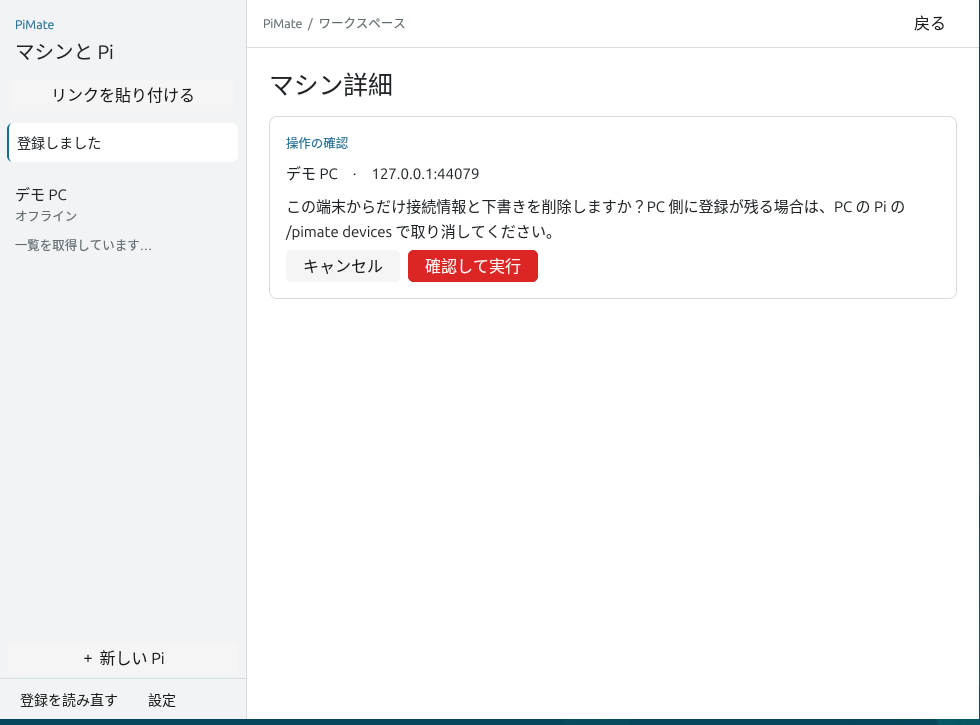 PiMate
マシンと Pi
リンクを貼り付ける
登録しました
デモ PC
オフライン
一覧を取得しています…
+ 新しい Pi
登録を読み直す 設定
PiMate / ワークスペース
戻る
マシン詳細
操作の確認
デモ PC · 127.0.0.1:44079
この端末からだけ接続情報と下書きを削除しますか？PC 側に登録が残る場合は、PC の Pi の
/pimate devices で取り消してください。
キャンセル 確認して実行